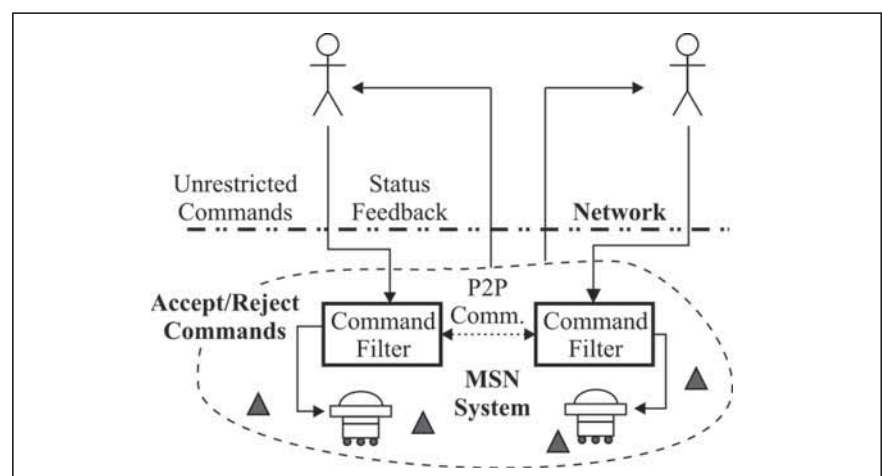 Unrestricted
Commands
Status
Feedback
Network
Accept/Reject
Commands
P2P
Comm.
Command
Filter
Command
Filter
MSN
System